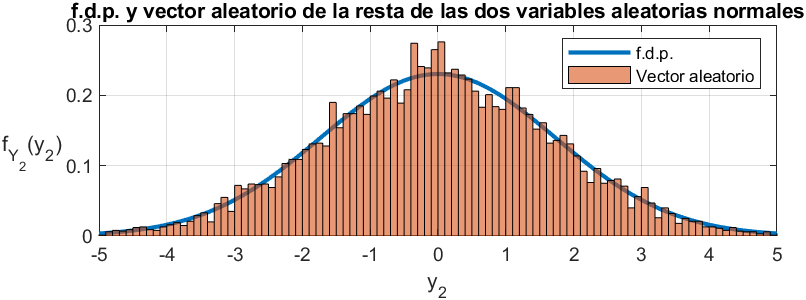 f.d.p. y vector aleatorio de la resta de las dos variables aleatorias normales
f.d.p.
Vector aleatorio
0.3
0.2
f_{Y_2}(y_2)
0.1
0
-5 -4 -3 -2 -1 0 1 2 3 4 5
y_2